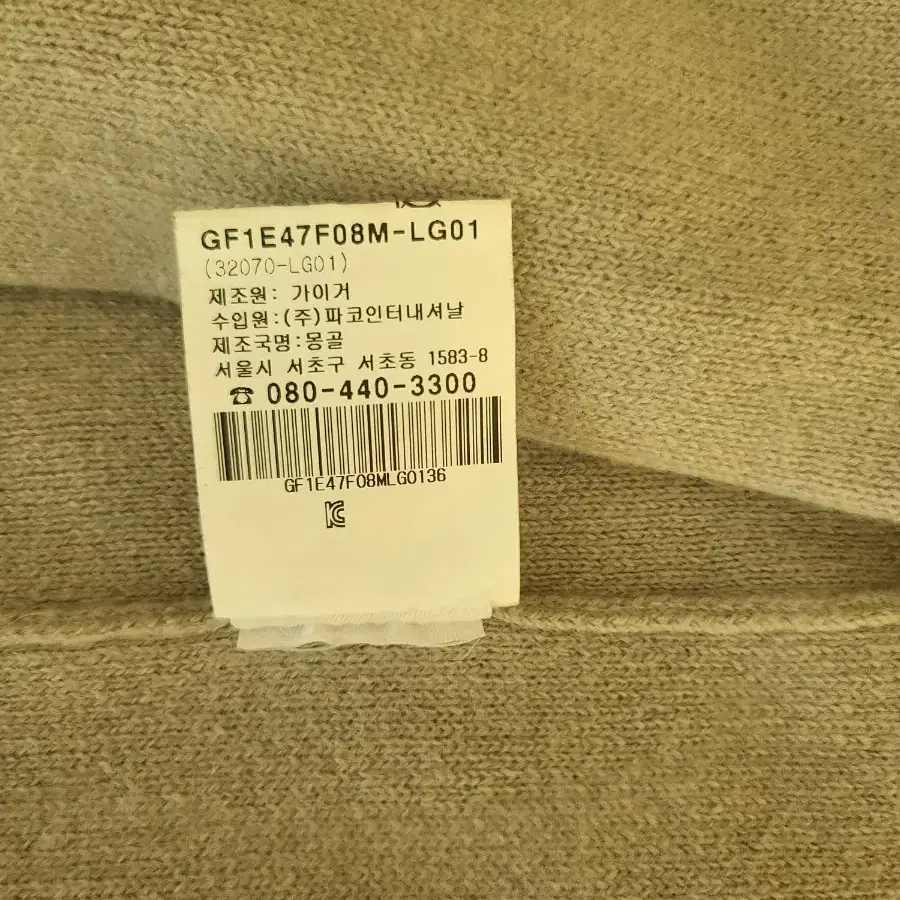 GF1E47F08M-LG01
(32070-LG01)
제조원: 가이거
수입원:(주)파코인터내셔날
제조국명:몽골
서울시 서초구 서초동 1583-8
☎ 080-440-3300
GF1E47F08MLG0136
KC